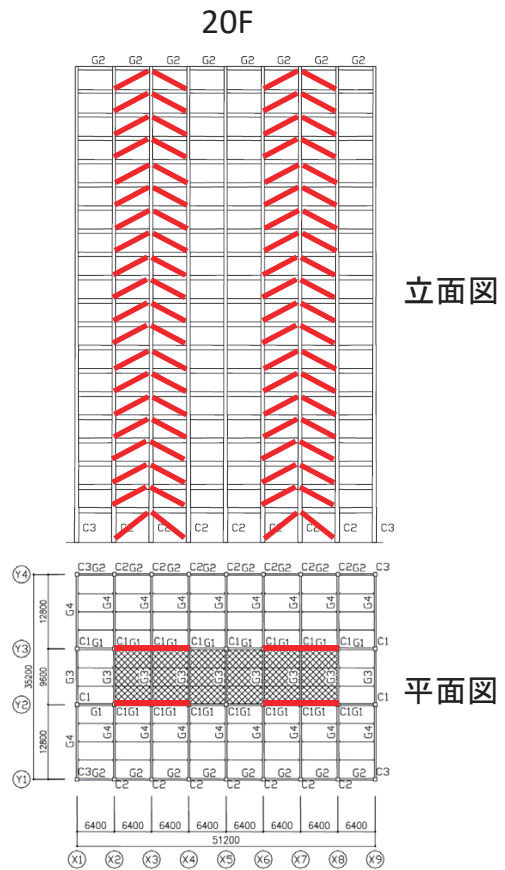 20F
G2 G2 G2 G2 G2 G2 G2 G2
立面図
C3 C2 C2 C2 C2 C2 C2 C2 C3
Y4 C3G2 C2G2 C2G2 C2G2 C2G2 C2G2 C2G2 C2G2 C3
12800 G4 G4 G4 G4 G4 G4 G4 G4 G4
Y3 C1G1 C1G1 C1G1 C1G1 C1G1 C1G1 C1G1 C1G1 C1
35200 9600 G3 G3 G3 G3 G3 G3 G3 G3 G3
平面図
Y2 C1 C1
G1 C1G1 C1G1 C1G1 C1G1 C1G1 C1G1 C1G1
12800 G4 G4 G4 G4 G4 G4 G4 G4 G4
Y1 C3G2 G2 G2 G2 G2 G2 G2 G2 C3
C2 C2 C2 C2 C2 C2 C2
6400 6400 6400 6400 6400 6400 6400 6400
51200
X1 X2 X3 X4 X5 X6 X7 X8 X9